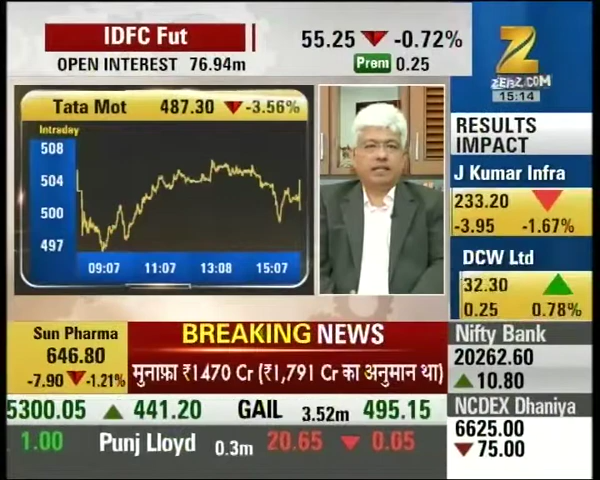 IDFC Fut
OPEN INTEREST 76.94m
55.25 -0.72%
Prem 0.25
15:14
Tata Mot 487.30 -3.56%
Intraday
508
504
500
497
09:07 11:07 13:08 15:07
RESULTS
IMPACT
J Kumar Infra
233.20
-3.95 -1.67%
DCW Ltd
32.30
0.25 0.78%
Sun Pharma
646.80
-7.90 -1.21%
BREAKING NEWS
मुनाफ़ा ₹1470 Cr (₹1,791 Cr का अनुमान था)
Nifty Bank
20262.60
10.80
NCDEX Dhaniya
6625.00
75.00
5300.05 441.20 GAIL 3.52m 495.15
1.00 Punj Lloyd 0.3m 20.65 0.05